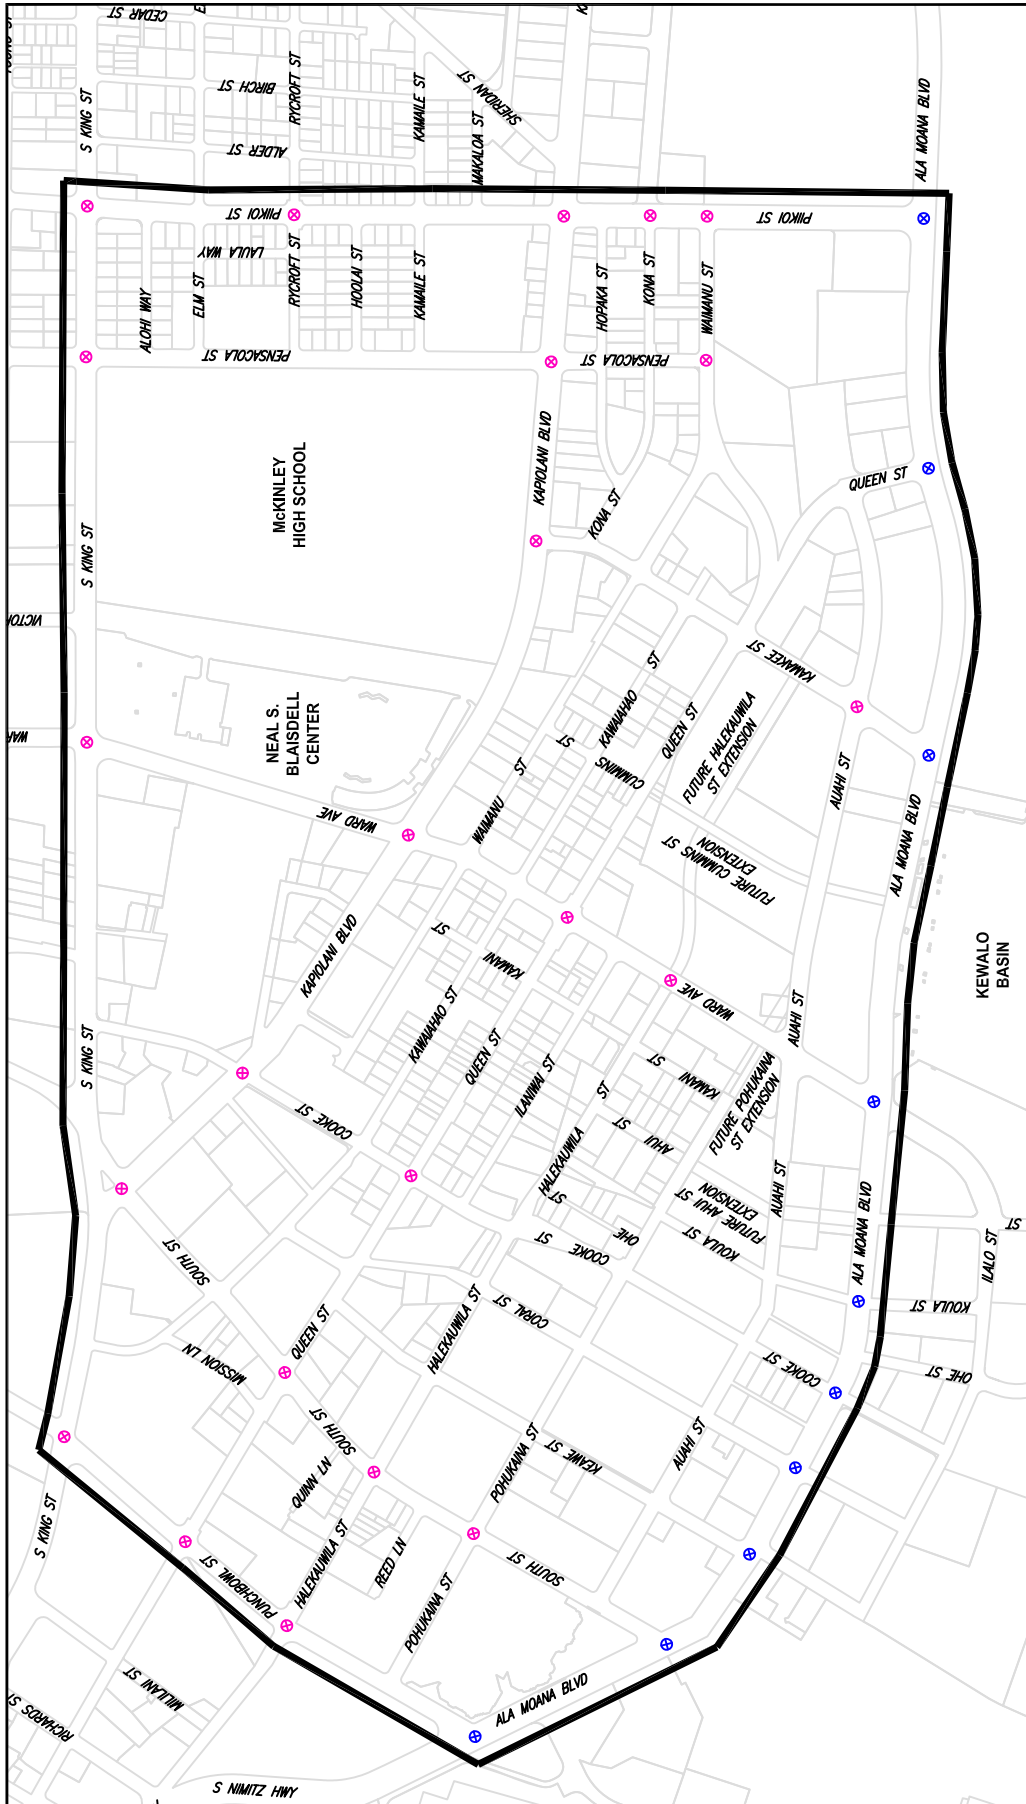 CEDAR ST
BIRCH ST
RYCROFT ST
KAMAILE ST
SHERIDAN ST
ALA MOANA BLVD
S KING ST
ALDER ST
MAKALOA ST
PIIKOI ST
PIIKOI ST
LAULA WAY
RYCROFT ST
HOOLAI ST
KAMAILE ST
HOPAKA ST
KONA ST
WAIMANU ST
ALOHI WAY
ELM ST
PENSACOLA ST
PENSACOLA ST
KAPIOLANI BLVD
McKINLEY
HIGH SCHOOL
QUEEN ST
KONA ST
S KING ST
KAMAKEE ST
NEAL S.
BLAISDELL
CENTER
KAWAIAHAO ST
QUEEN ST
FUTURE HALEKAUWILA
ST EXTENSION
CUMMINS ST
AUAHI ST
WAIMANU ST
WARD AVE
FUTURE CUMMINS ST
EXTENSION
ALA MOANA BLVD
KAPIOLANI BLVD
KAMANI ST
KEWALO
BASIN
WARD AVE
S KING ST
KAWAIAHAO ST
QUEEN ST
AUAHI ST
ILANIWAI ST
KAMANI ST
FUTURE POHUKAINA
ST EXTENSION
COOKE ST
HALEKAUWILA ST
AHUI ST
FUTURE AHUI ST
EXTENSION
AUAHI ST
ALA MOANA BLVD
SOUTH ST
OHE ST
KOULA ST
COOKE ST
ILALO ST
ST
KOULA ST
QUEEN ST
HALEKAUWILA ST
CORAL ST
MISSION LN
COOKE ST
OHE ST
SOUTH ST
POHUKAINA ST
KEAWE ST
AUAHI ST
QUINN LN
S KING ST
HALEKAUWILA ST
REED LN
SOUTH ST
PUNCHBOWL ST
POHUKAINA ST
MILILANI ST
RICHARDS ST
ALA MOANA BLVD
S NIMITZ HWY